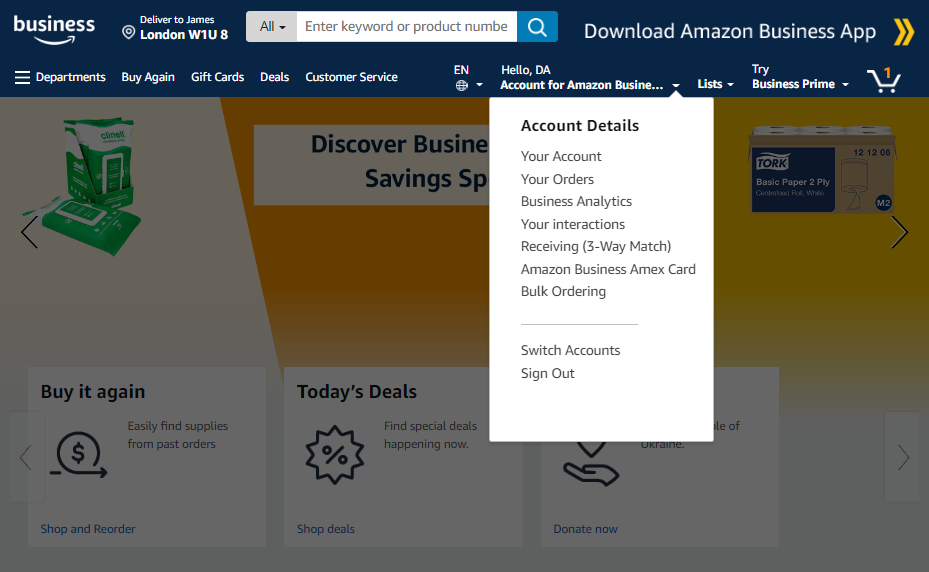 business
Deliver to James
London W1U 8
All
Enter keyword or product numbe
Download Amazon Business App
Departments
Buy Again
Gift Cards
Deals
Customer Service
EN
Hello, DA
Account for Amazon Busine...
Lists
Try
Business Prime
1
Account Details
Your Account
Your Orders
Business Analytics
Your interactions
Receiving (3-Way Match)
Amazon Business Amex Card
Bulk Ordering
Switch Accounts
Sign Out
Discover Busine
Savings Sp
clinell
TORK
12 12 06
Basic Paper 2 Ply
Centrefeed Roll, White
M2
Buy it again
Easily find supplies
from past orders
Shop and Reorder
Today's Deals
Find special deals
happening now.
Shop deals
ple of
Ukraine.
Donate now